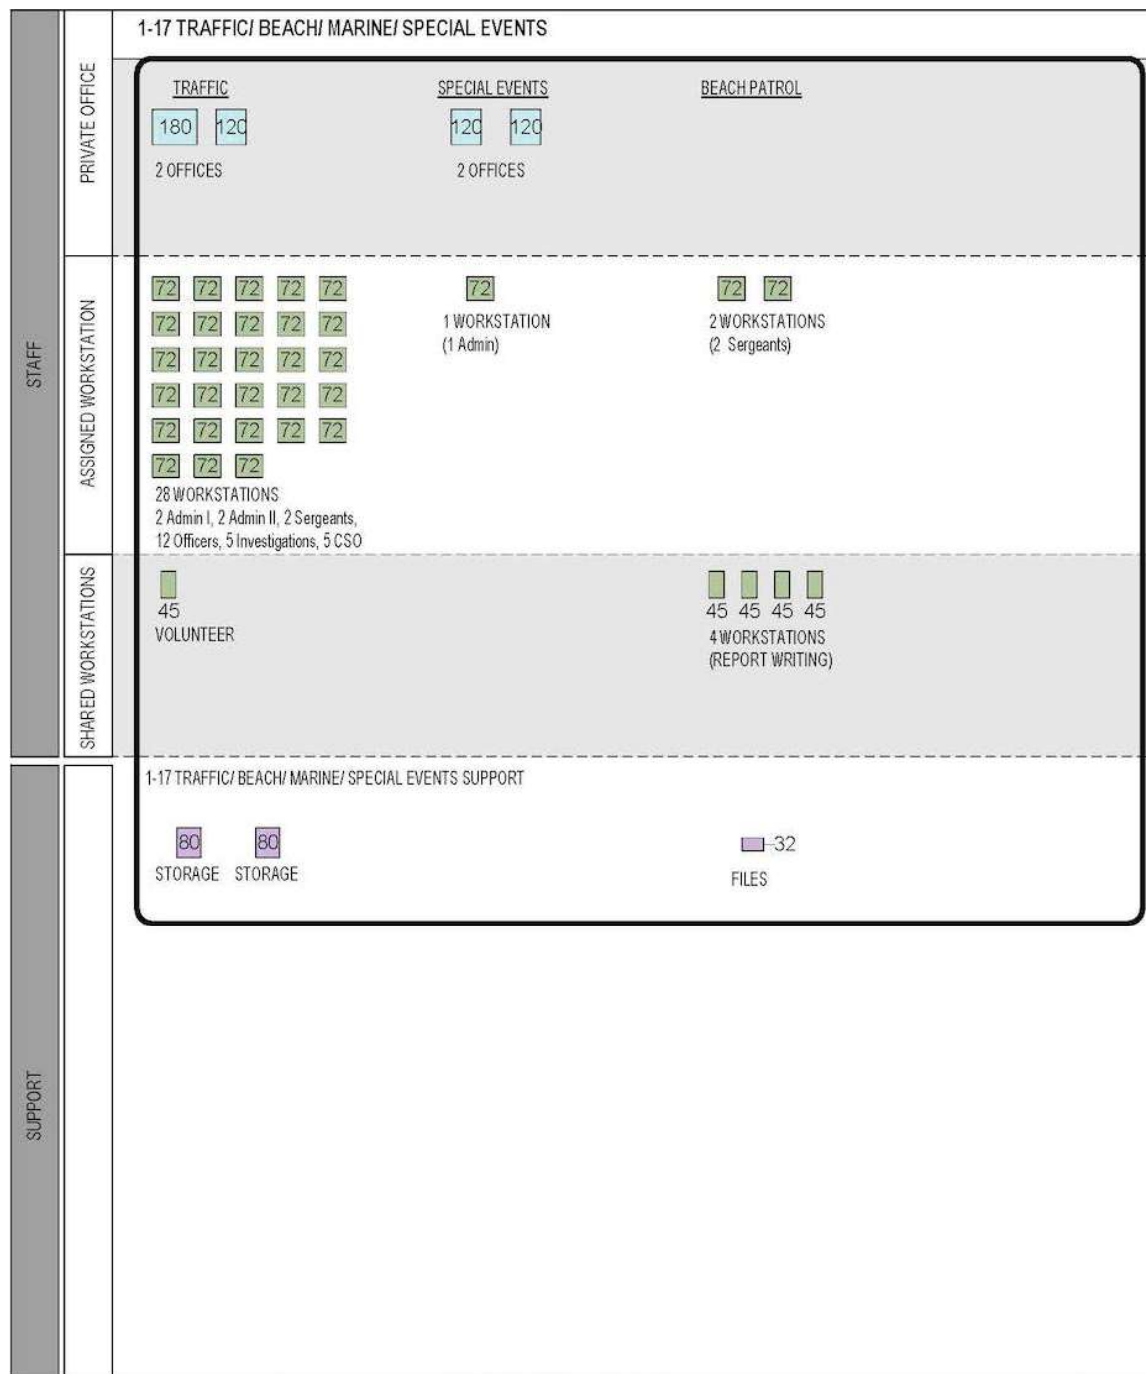 1-17 TRAFFIC/ BEACH/ MARINE/ SPECIAL EVENTS
STAFF
PRIVATE OFFICE
TRAFFIC
SPECIAL EVENTS
BEACH PATROL
180 120
120 120
2 OFFICES
2 OFFICES
ASSIGNED WORKSTATION
72 72 72 72 72
72 72 72 72 72
72 72 72 72 72
72 72 72 72 72
72 72 72 72 72
72 72 72
28 WORKSTATIONS
2 Admin I, 2 Admin II, 2 Sergeants,
12 Officers, 5 Investigations, 5 CSO
72
1 WORKSTATION
(1 Admin)
72 72
2 WORKSTATIONS
(2 Sergeants)
SHARED WORKSTATIONS
45
VOLUNTEER
45 45 45 45
4 WORKSTATIONS
(REPORT WRITING)
SUPPORT
1-17 TRAFFIC/ BEACH/ MARINE/ SPECIAL EVENTS SUPPORT
80 80
STORAGE STORAGE
32
FILES